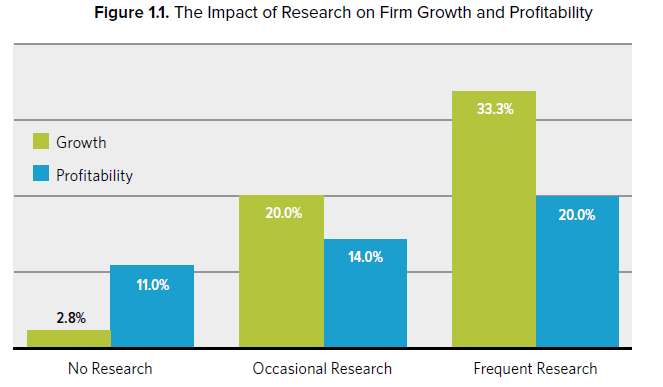 Figure 1.1. The Impact of Research on Firm Growth and Profitability
Growth
Profitability
2.8%
11.0%
20.0%
14.0%
33.3%
20.0%
No Research
Occasional Research
Frequent Research